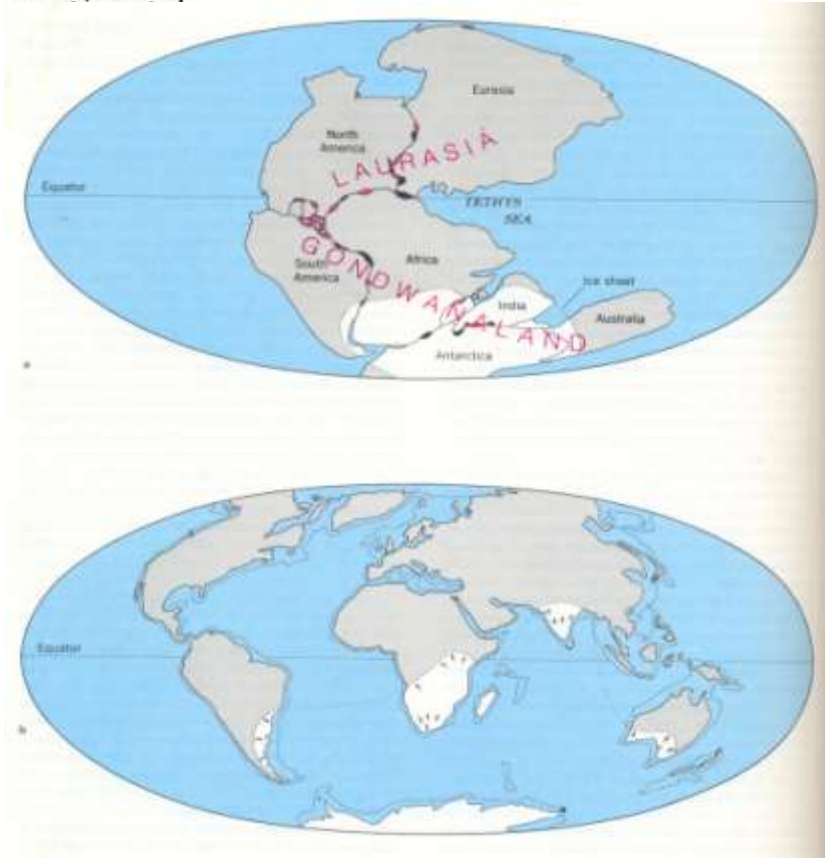 Eurasia
North
America
LAURASIA
Equator
TETHYS
SEA
GONDWANALAND
South
America
Africa
Ice sheet
India
Australia
Antarctica
a
Equator
b